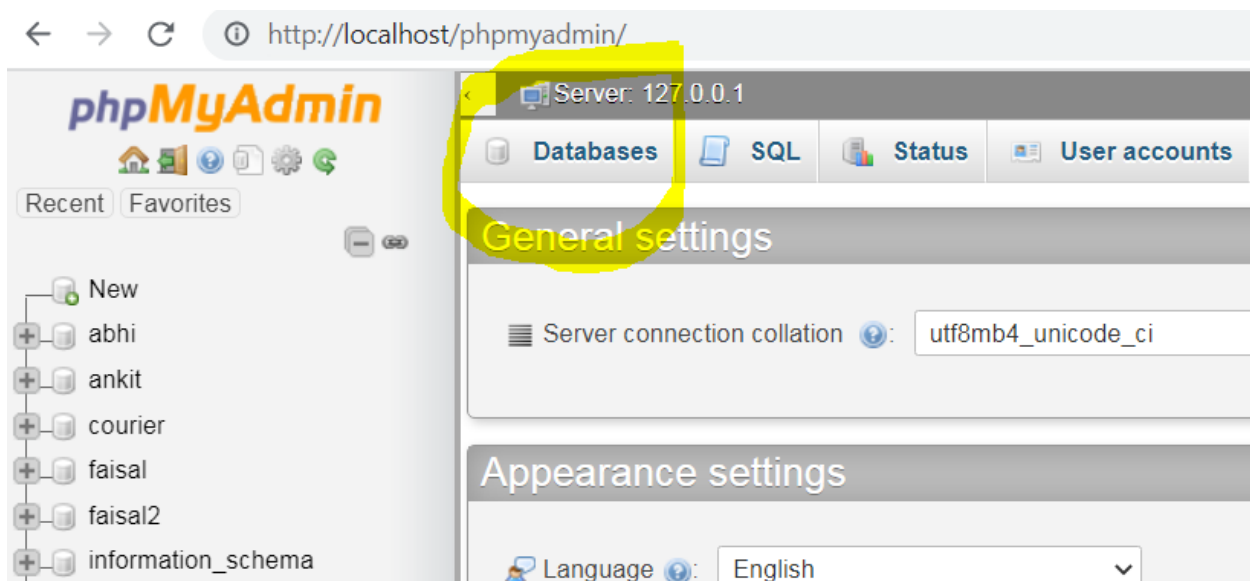 http://localhost/phpmyadmin/
phpMyAdmin
Recent Favorites
New
abhi
ankit
courier
faisal
faisal2
information_schema
Server: 127.0.0.1
Databases SQL Status User accounts
General settings
Server connection collation : utf8mb4_unicode_ci
Appearance settings
Language : English